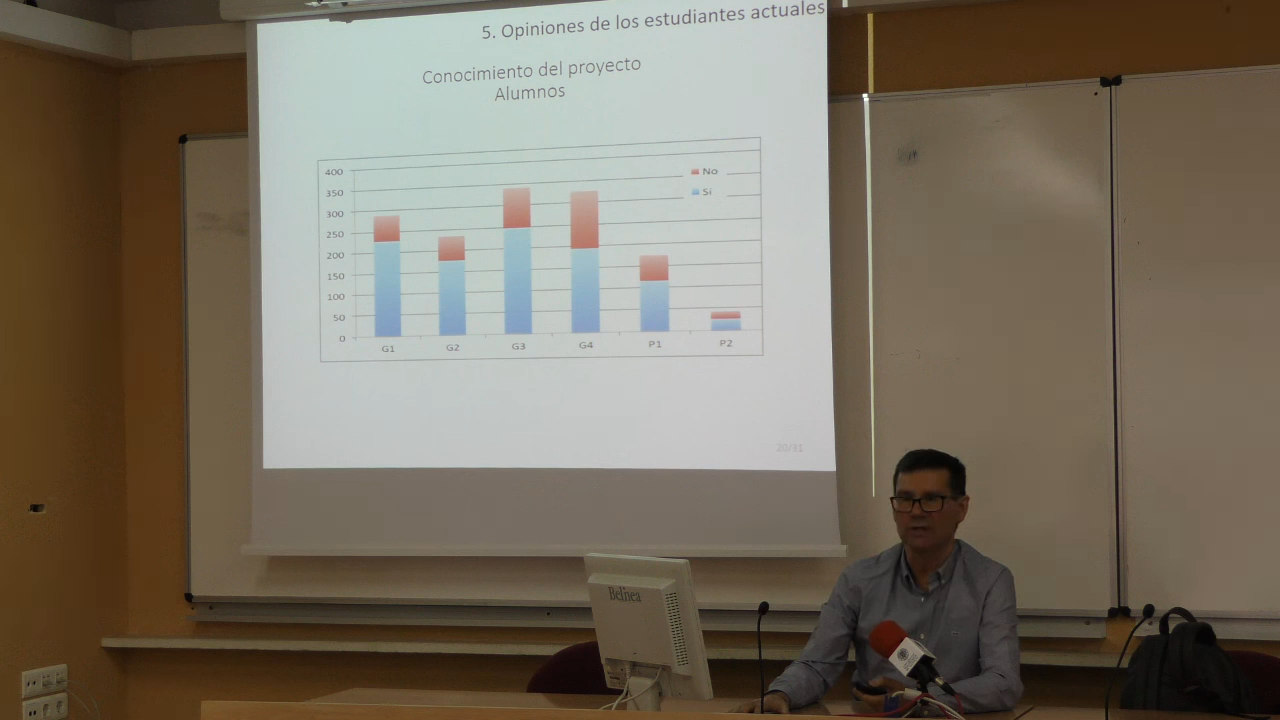 5. Opiniones de los estudiantes actuales
Conocimiento del proyecto
Alumnos
400
350
300
250
200
150
100
50
0
No
Si
G1
G2
G3
G4
P1
P2
20/31
Belinea